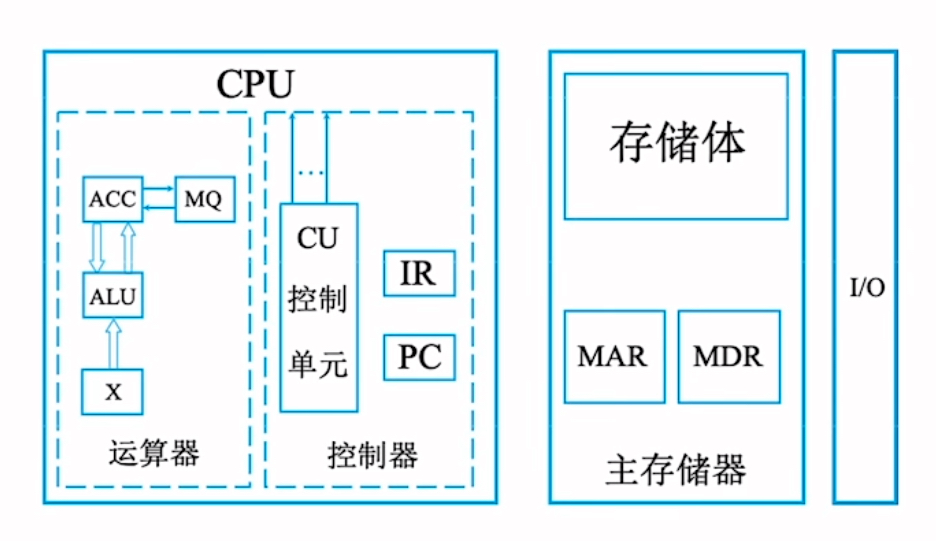 CPU
ACC
MQ
ALU
X
运算器
...
CU
控制
单元
IR
PC
控制器
存储体
MAR
MDR
主存储器
I/O